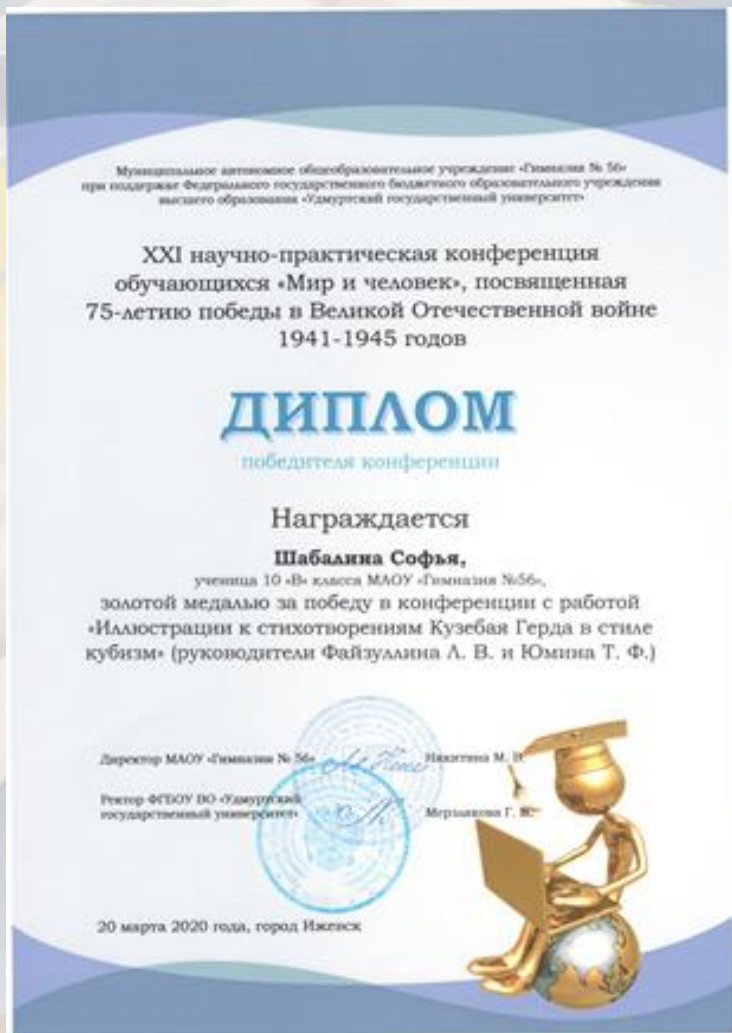 Муниципальное автономное общеобразовательное учреждение «Гимназия № 56»
при поддержке Федерального государственного бюджетного образовательного учреждения
высшего образования «Удмуртский государственный университет»
XXI научно-практическая конференция
обучающихся «Мир и человек», посвященная
75-летию победы в Великой Отечественной войне
1941-1945 годов
ДИПЛОМ
победителя конференции
Награждается
Шабалина Софья,
ученица 10 «В» класса МАОУ «Гимназия №56»,
золотой медалью за победу в конференции с работой
«Иллюстрации к стихотворениям Кузебая Герда в стиле
кубизм» (руководители Файзуллина Л. В. и Юмина Т. Ф.)
Директор МАОУ «Гимназия № 56» Никитина М. В.
Ректор ФГБОУ ВО «Удмуртский
государственный университет» Мерзлякова Г. В.
20 марта 2020 года, город Ижевск